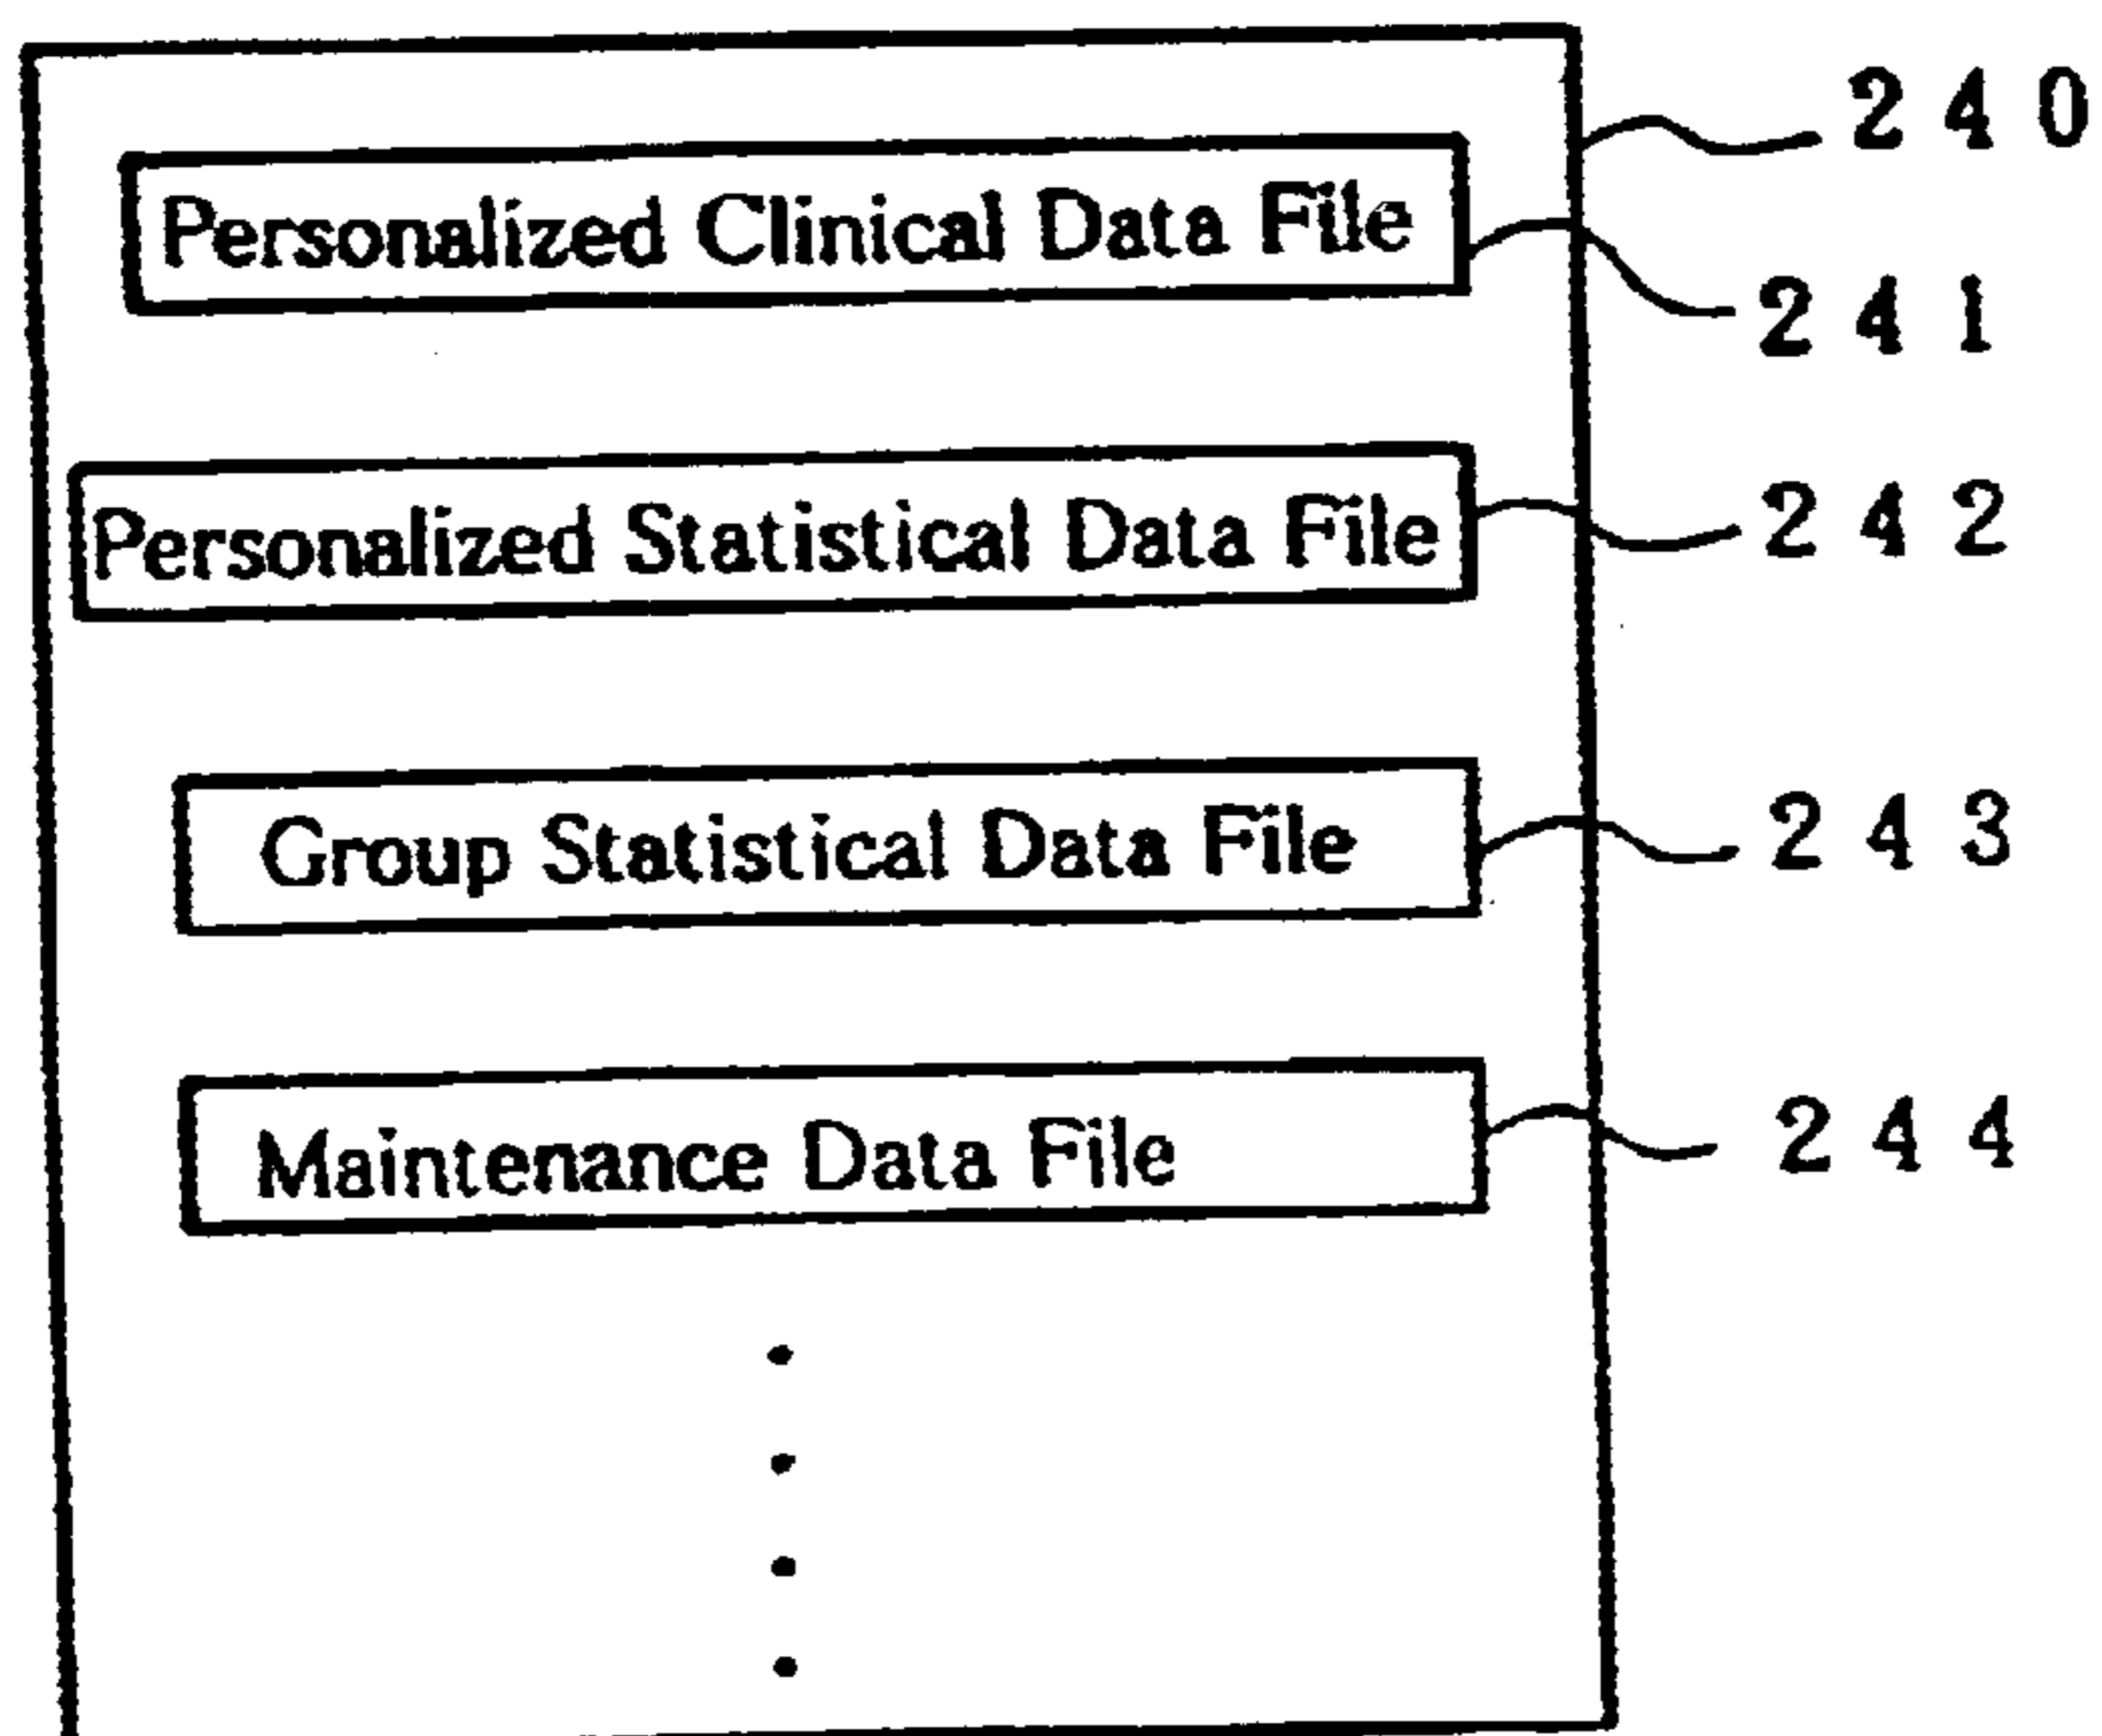 240
Personalized Clinical Data File
241
Personalized Statistical Data File 242
Group Statistical Data File 243
Maintenance Data File 244